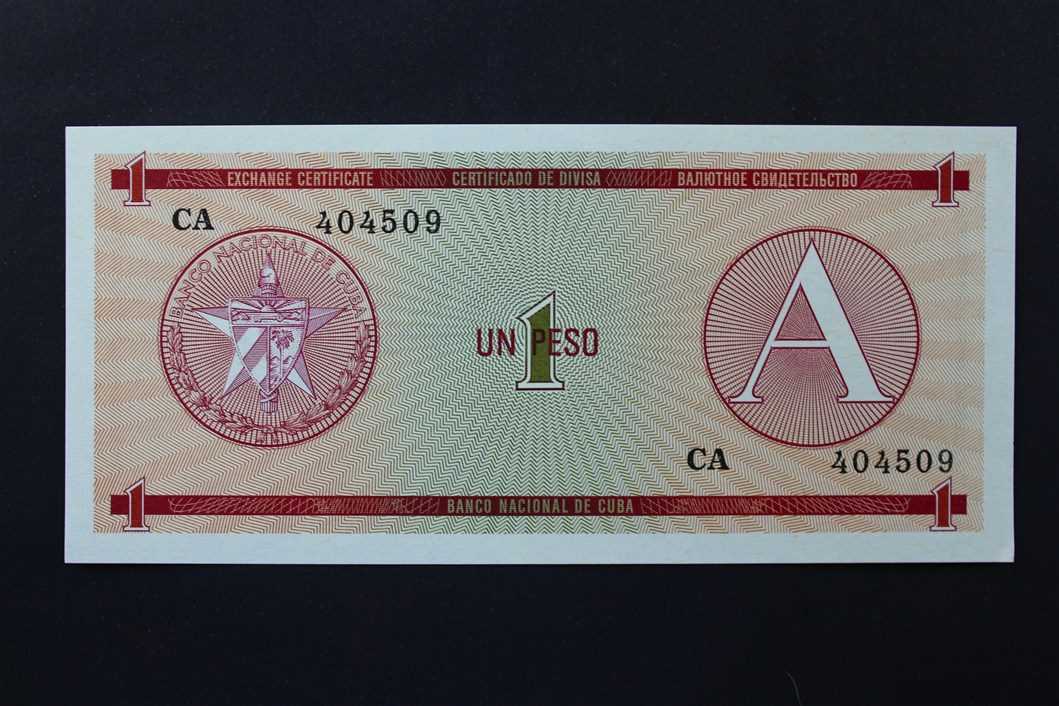 1 EXCHANGE CERTIFICATE CERTIFICADO DE DIVISA ВАЛЮТНОЕ СВИДЕТЕЛЬСТВО 1
CA 404509
BANCO NACIONAL DE CUBA
UN PESO
1
A
CA 404509
1 BANCO NACIONAL DE CUBA 1